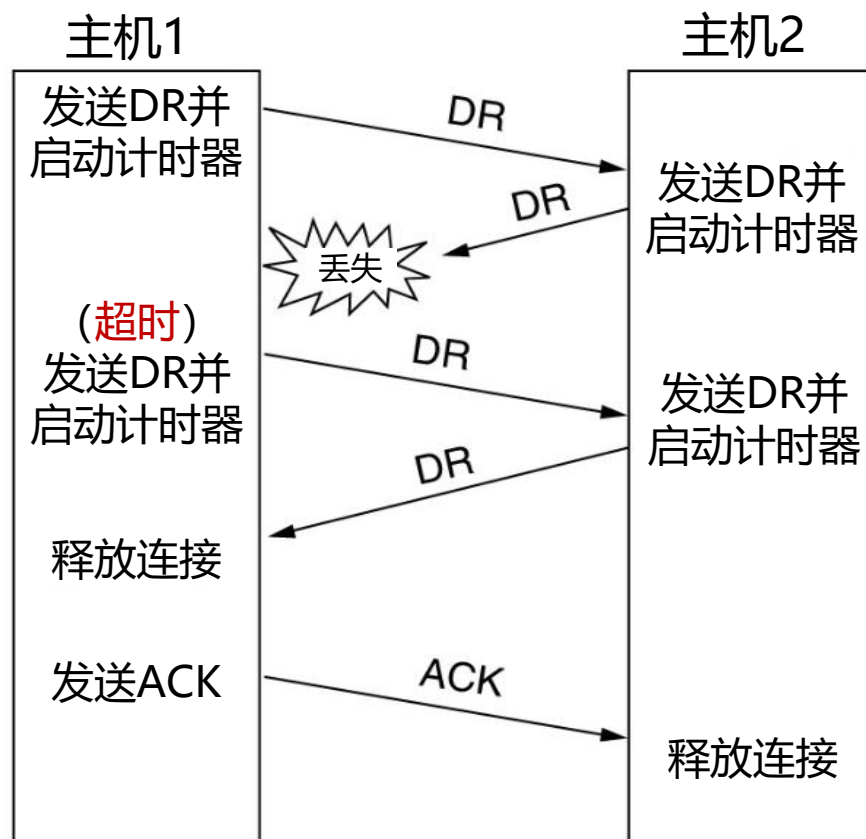 主机1
主机2
发送DR并
启动计时器
DR
发送DR并
启动计时器
DR
丢失
（超时）
发送DR并
启动计时器
DR
发送DR并
启动计时器
DR
释放连接
发送ACK
ACK
释放连接